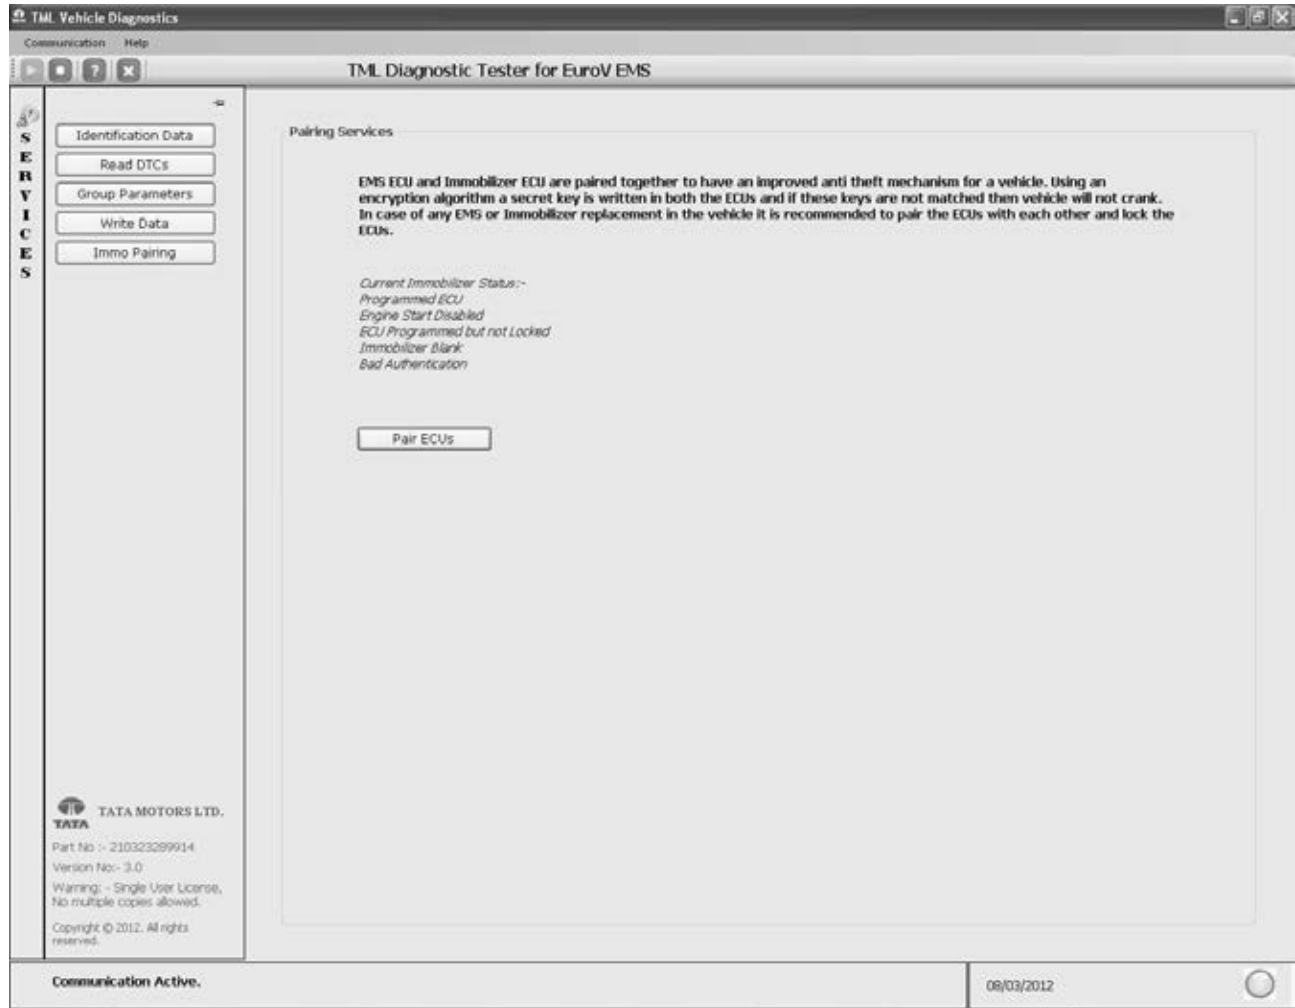 TML Vehicle Diagnostics
Communication Help
TML Diagnostic Tester for EuroV EMS
SERVICES
Identification Data
Read DTCs
Group Parameters
Write Data
Immo Pairing
Pairing Services
EMS ECU and Immobilizer ECU are paired together to have an improved anti theft mechanism for a vehicle. Using an
encryption algorithm a secret key is written in both the ECUs and if these keys are not matched then vehicle will not crank.
In case of any EMS or Immobilizer replacement in the vehicle it is recommended to pair the ECUs with each other and lock the
ECUs.
Current Immobilizer Status:-
Programmed ECU
Engine Start Disabled
ECU Programmed but not Locked
Immobilizer Blank
Bad Authentication
Pair ECUs
TATA MOTORS LTD.
TATA
Part No :- 210323289914
Version No:- 3.0
Warning: - Single User License,
No multiple copies allowed.
Copyright © 2012. All rights
reserved.
Communication Active.
08/03/2012